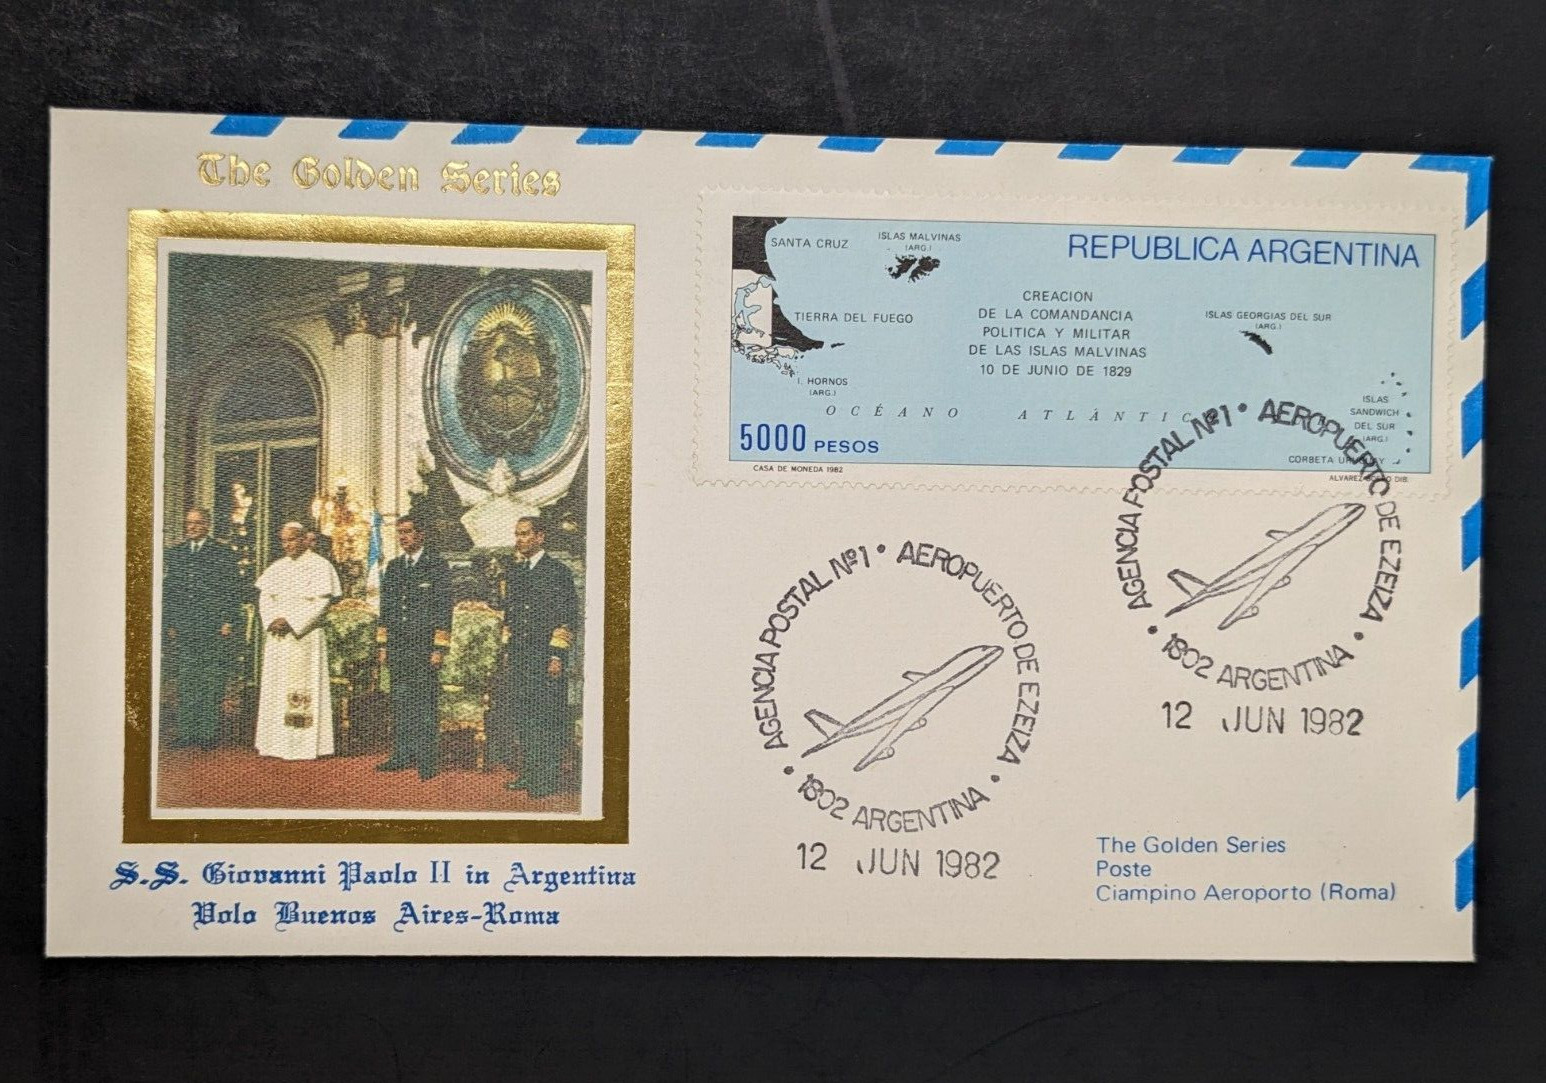 The Golden Series
S.S. Giovanni Paolo II in Argentina
Volo Buenos Aires-Roma
REPUBLICA ARGENTINA
SANTA CRUZ
ISLAS MALVINAS
(ARG.)
TIERRA DEL FUEGO
I. HORNOS
(ARG.)
CREACION
DE LA COMANDANCIA
POLITICA Y MILITAR
DE LAS ISLAS MALVINAS
10 DE JUNIO DE 1829
ISLAS GEORGIAS DEL SUR
(ARG.)
ISLAS
SANDWICH
DEL SUR
(ARG.)
OCÉANO
5000 PESOS
CORBETA
CASA DE MONEDA 1982
DIB.
AGENCIA POSTAL Nº1 • AEROPUERTO DE EZEIZA •
1802 ARGENTINA •
12 JUN 1982
AGENCIA POSTAL Nº1 • AEROPUERTO DE EZEIZA •
1802 ARGENTINA •
12 JUN 1982
The Golden Series
Poste
Ciampino Aeroporto (Roma)